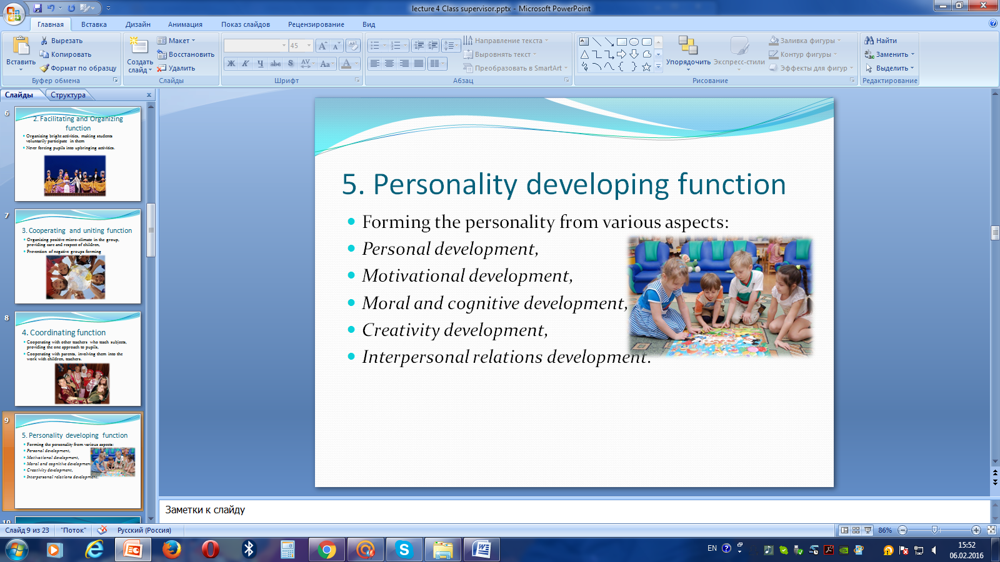 lecture 4 Class supervisor.pptx - Microsoft PowerPoint
Главная Вставка Дизайн Анимация Показ слайдов Рецензирование Вид
Вставить
Вырезать
Копировать
Формат по образцу
Буфер обмена
Создать слайд
Макет
Восстановить
Удалить
Слайды
45
Ж К Ч abc S AV Aa А
Шрифт
Направление текста
Выровнять текст
Преобразовать в SmartArt
Абзац
Упорядочить
Экспресс-стили
Заливка фигуры
Контур фигуры
Эффекты для фигур
Рисование
Найти
Заменить
Выделить
Редактирование
Слайды Структура
6
2. Facilitating and Organizing
function
Organizing bright activities, making students
voluntarily participate in them
Never forcing pupils into upbringing activities.
7
3. Cooperating and uniting function
Organizing positive micro-climate in the group,
providing care and respect of children,
Prevention of negative groups forming
8
4. Coordinating function
Cooperating with other teachers who teach subjects,
providing the one approach to pupils,
Cooperating with parents, involving them into the
work with children, teachers.
9
5. Personality developing function
Forming the personality from various aspects:
Personal development,
Motivational development,
Moral and cognitive development,
Creativity development,
Interpersonal relations development.
10
5. Personality developing function
Forming the personality from various aspects:
Personal development,
Motivational development,
Moral and cognitive development,
Creativity development,
Interpersonal relations development.
Заметки к слайду
Слайд 9 из 23 "Поток" Русский (Россия) 86%
EN 15:52
06.02.2016